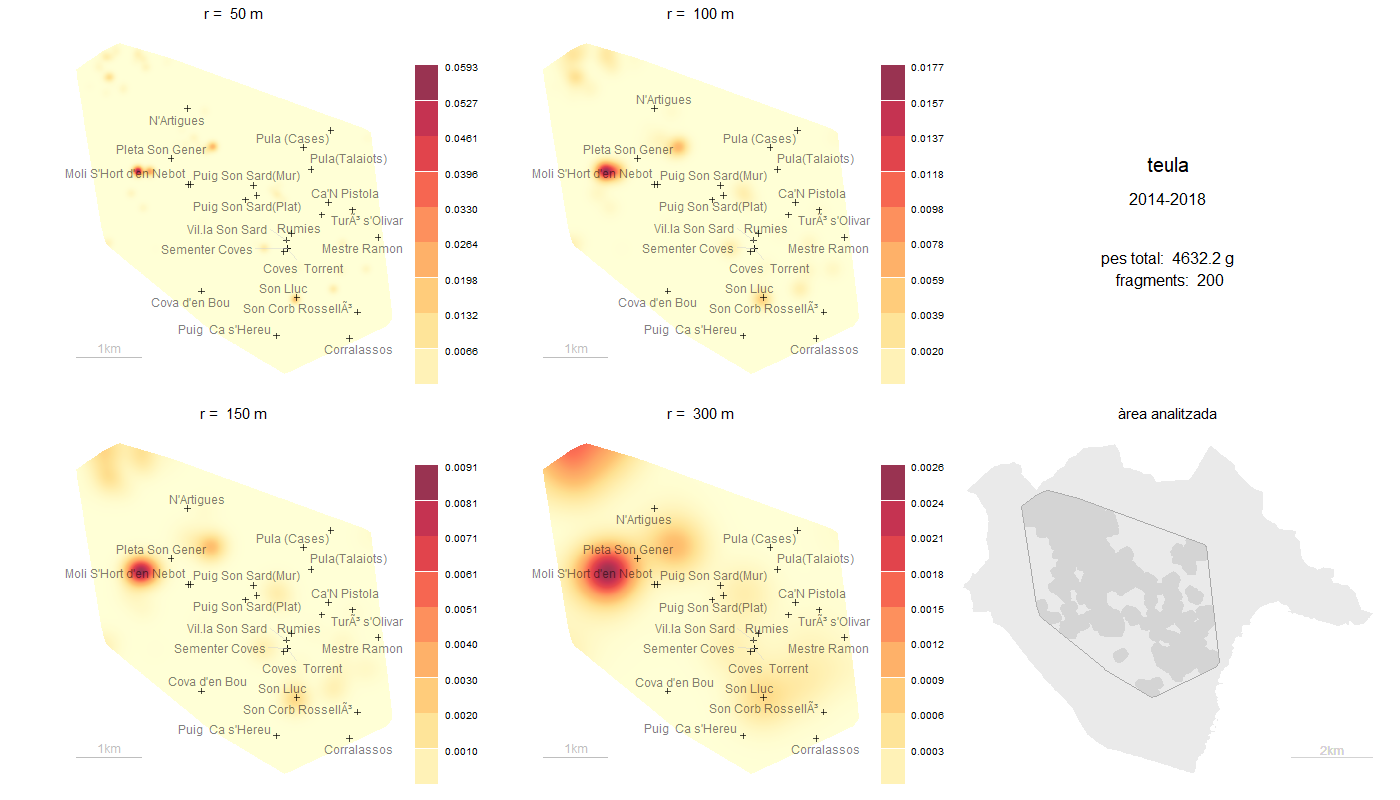 r =  50 m
0.0593
0.0527
0.0461
0.0396
0.0330
0.0264
0.0198
0.0132
0.0066
N'Artigues
Pula (Cases)
Pleta Son Gener
Pula(Talaiots)
Moli S'Hort d'en Nebot
Puig Son Sard(Mur)
Ca'N Pistola
Puig Son Sard(Plat)
TurÃ³ s'Olivar
Vil.la Son Sard
Rumies
Sementer Coves
Mestre Ramon
Coves Torrent
Son Lluc
Cova d'en Bou
Son Corb RossellÃ³
Puig Ca s'Hereu
Corralassos
1km
r =  100 m
0.0177
0.0157
0.0137
0.0118
0.0098
0.0078
0.0059
0.0039
0.0020
N'Artigues
Pula (Cases)
Pleta Son Gener
Pula(Talaiots)
Moli S'Hort d'en Nebot
Puig Son Sard(Mur)
Ca'N Pistola
Puig Son Sard(Plat)
TurÃ³ s'Olivar
Vil.la Son Sard
Rumies
Sementer Coves
Mestre Ramon
Coves Torrent
Son Lluc
Cova d'en Bou
Son Corb RossellÃ³
Puig Ca s'Hereu
Corralassos
1km
teula
2014-2018
pes total:  4632.2 g
fragments:  200
r =  150 m
0.0091
0.0081
0.0071
0.0061
0.0051
0.0040
0.0030
0.0020
0.0010
N'Artigues
Pula (Cases)
Pleta Son Gener
Pula(Talaiots)
Moli S'Hort d'en Nebot
Puig Son Sard(Mur)
Ca'N Pistola
Puig Son Sard(Plat)
TurÃ³ s'Olivar
Vil.la Son Sard
Rumies
Sementer Coves
Mestre Ramon
Coves Torrent
Cova d'en Bou
Son Lluc
Son Corb RossellÃ³
Puig Ca s'Hereu
Corralassos
1km
r =  300 m
0.0026
0.0024
0.0021
0.0018
0.0015
0.0012
0.0009
0.0006
0.0003
N'Artigues
Pula (Cases)
Pleta Son Gener
Pula(Talaiots)
Moli S'Hort d'en Nebot
Puig Son Sard(Mur)
Ca'N Pistola
Puig Son Sard(Plat)
TurÃ³ s'Olivar
Vil.la Son Sard
Rumies
Sementer Coves
Mestre Ramon
Coves Torrent
Cova d'en Bou
Son Lluc
Son Corb RossellÃ³
Puig Ca s'Hereu
Corralassos
1km
àrea analitzada
2km